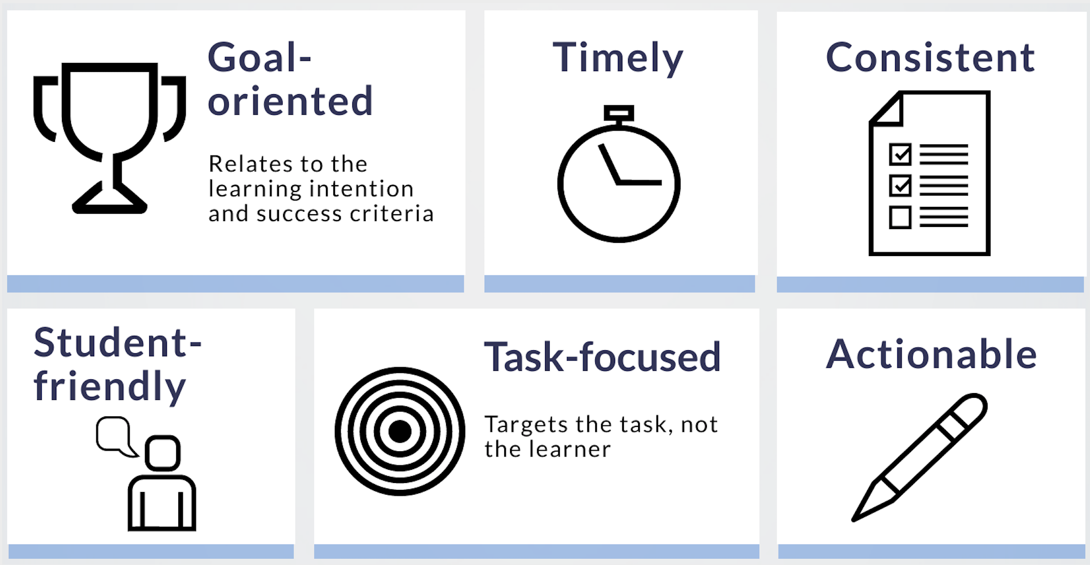 Goal-
oriented
Relates to the
learning intention
and success criteria
Timely
Consistent
Student-
friendly
Task-focused
Targets the task, not
the learner
Actionable